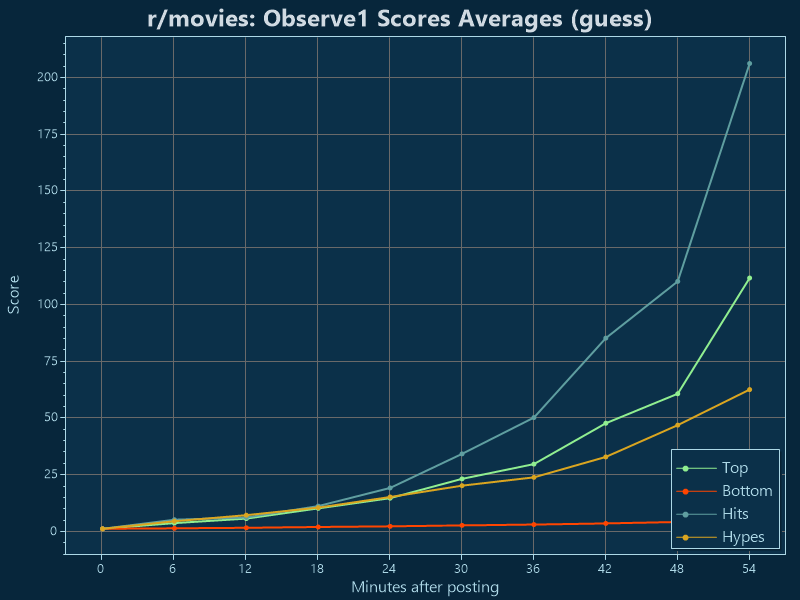 r/movies: Observe1 Scores Averages (guess)
200
175
150
125
100
75
50
25
0
Score
Top
Bottom
Hits
Hypes
0 6 12 18 24 30 36 42 48 54
Minutes after posting